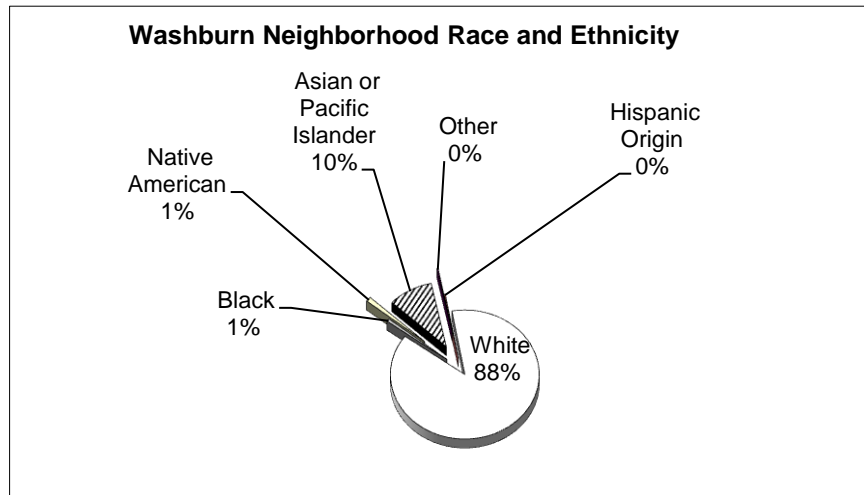 Washburn Neighborhood Race and Ethnicity
Asian or
Pacific
Islander
10%
Other
0%
Hispanic
Origin
0%
Native
American
1%
Black
1%
White
88%